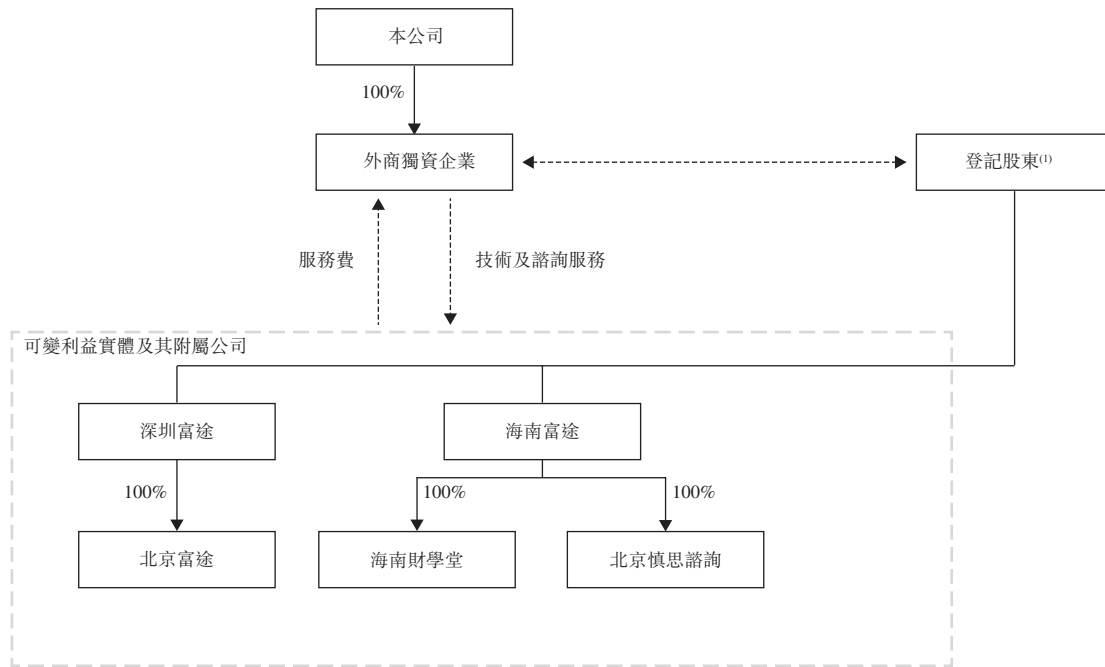 本公司
100%
外商獨資企業
登記股東(1)
服務費
技術及諮詢服務
可變利益實體及其附屬公司
深圳富途
海南富途
100%
100%
100%
北京富途
海南財學堂
北京慎思諮詢